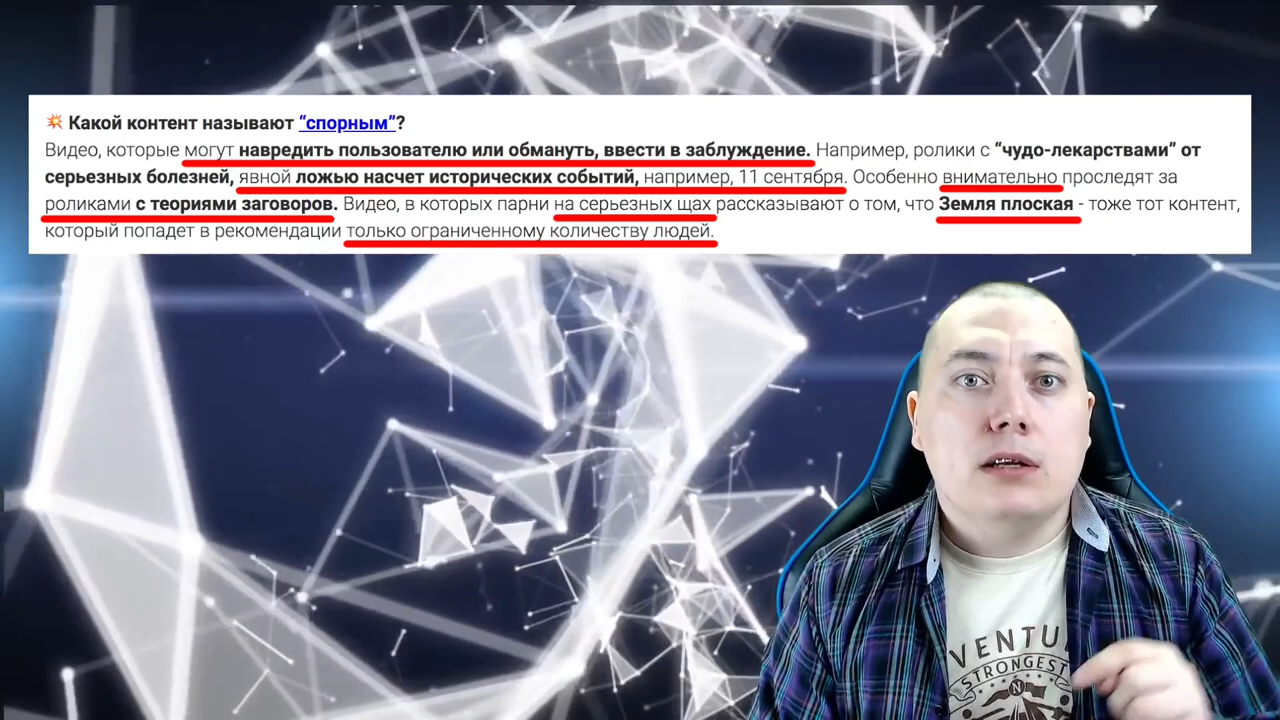 💥 Какой контент называют “спорным”?
Видео, которые могут навредить пользователю или обмануть, ввести в заблуждение. Например, ролики с “чудо-лекарствами” от
серьезных болезней, явной ложью насчет исторических событий, например, 11 сентября. Особенно внимательно проследят за
роликами с теориями заговоров. Видео, в которых парни на серьезных щах рассказывают о том, что Земля плоская - тоже тот контент,
который попадет в рекомендации только ограниченному количеству людей.
VENTU
STRONGEST
N